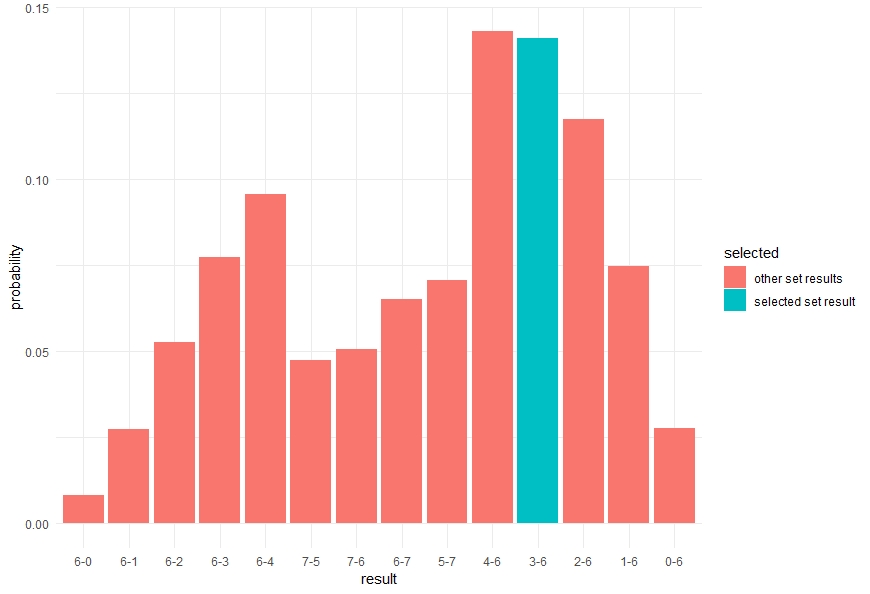 0.15
0.10
0.05
0.00
probability
6-0 6-1 6-2 6-3 6-4 7-5 7-6 6-7 5-7 4-6 3-6 2-6 1-6 0-6
result
selected
other set results
selected set result